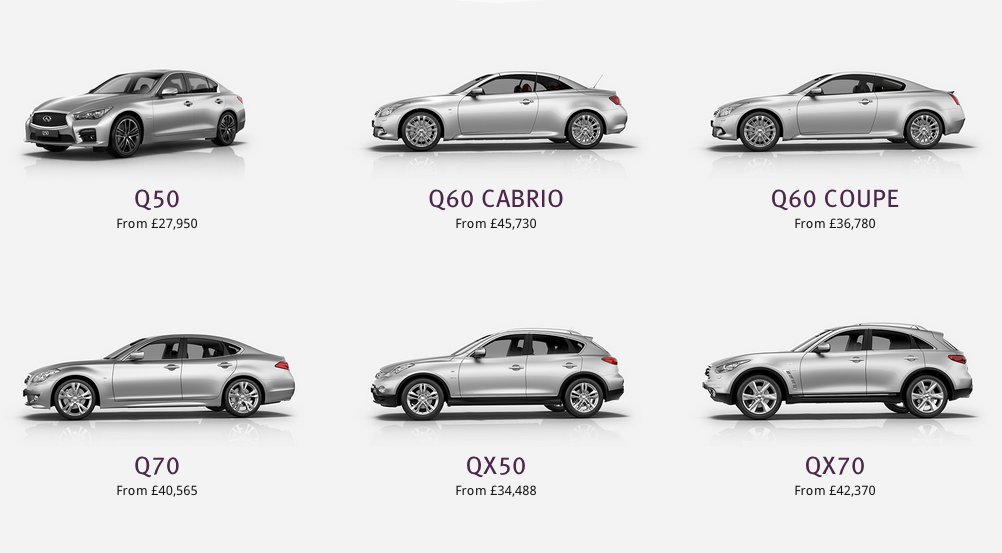 Q50
From £27,950
Q60 CABRIO
From £45,730
Q60 COUPE
From £36,780
Q70
From £40,565
QX50
From £34,488
QX70
From £42,370